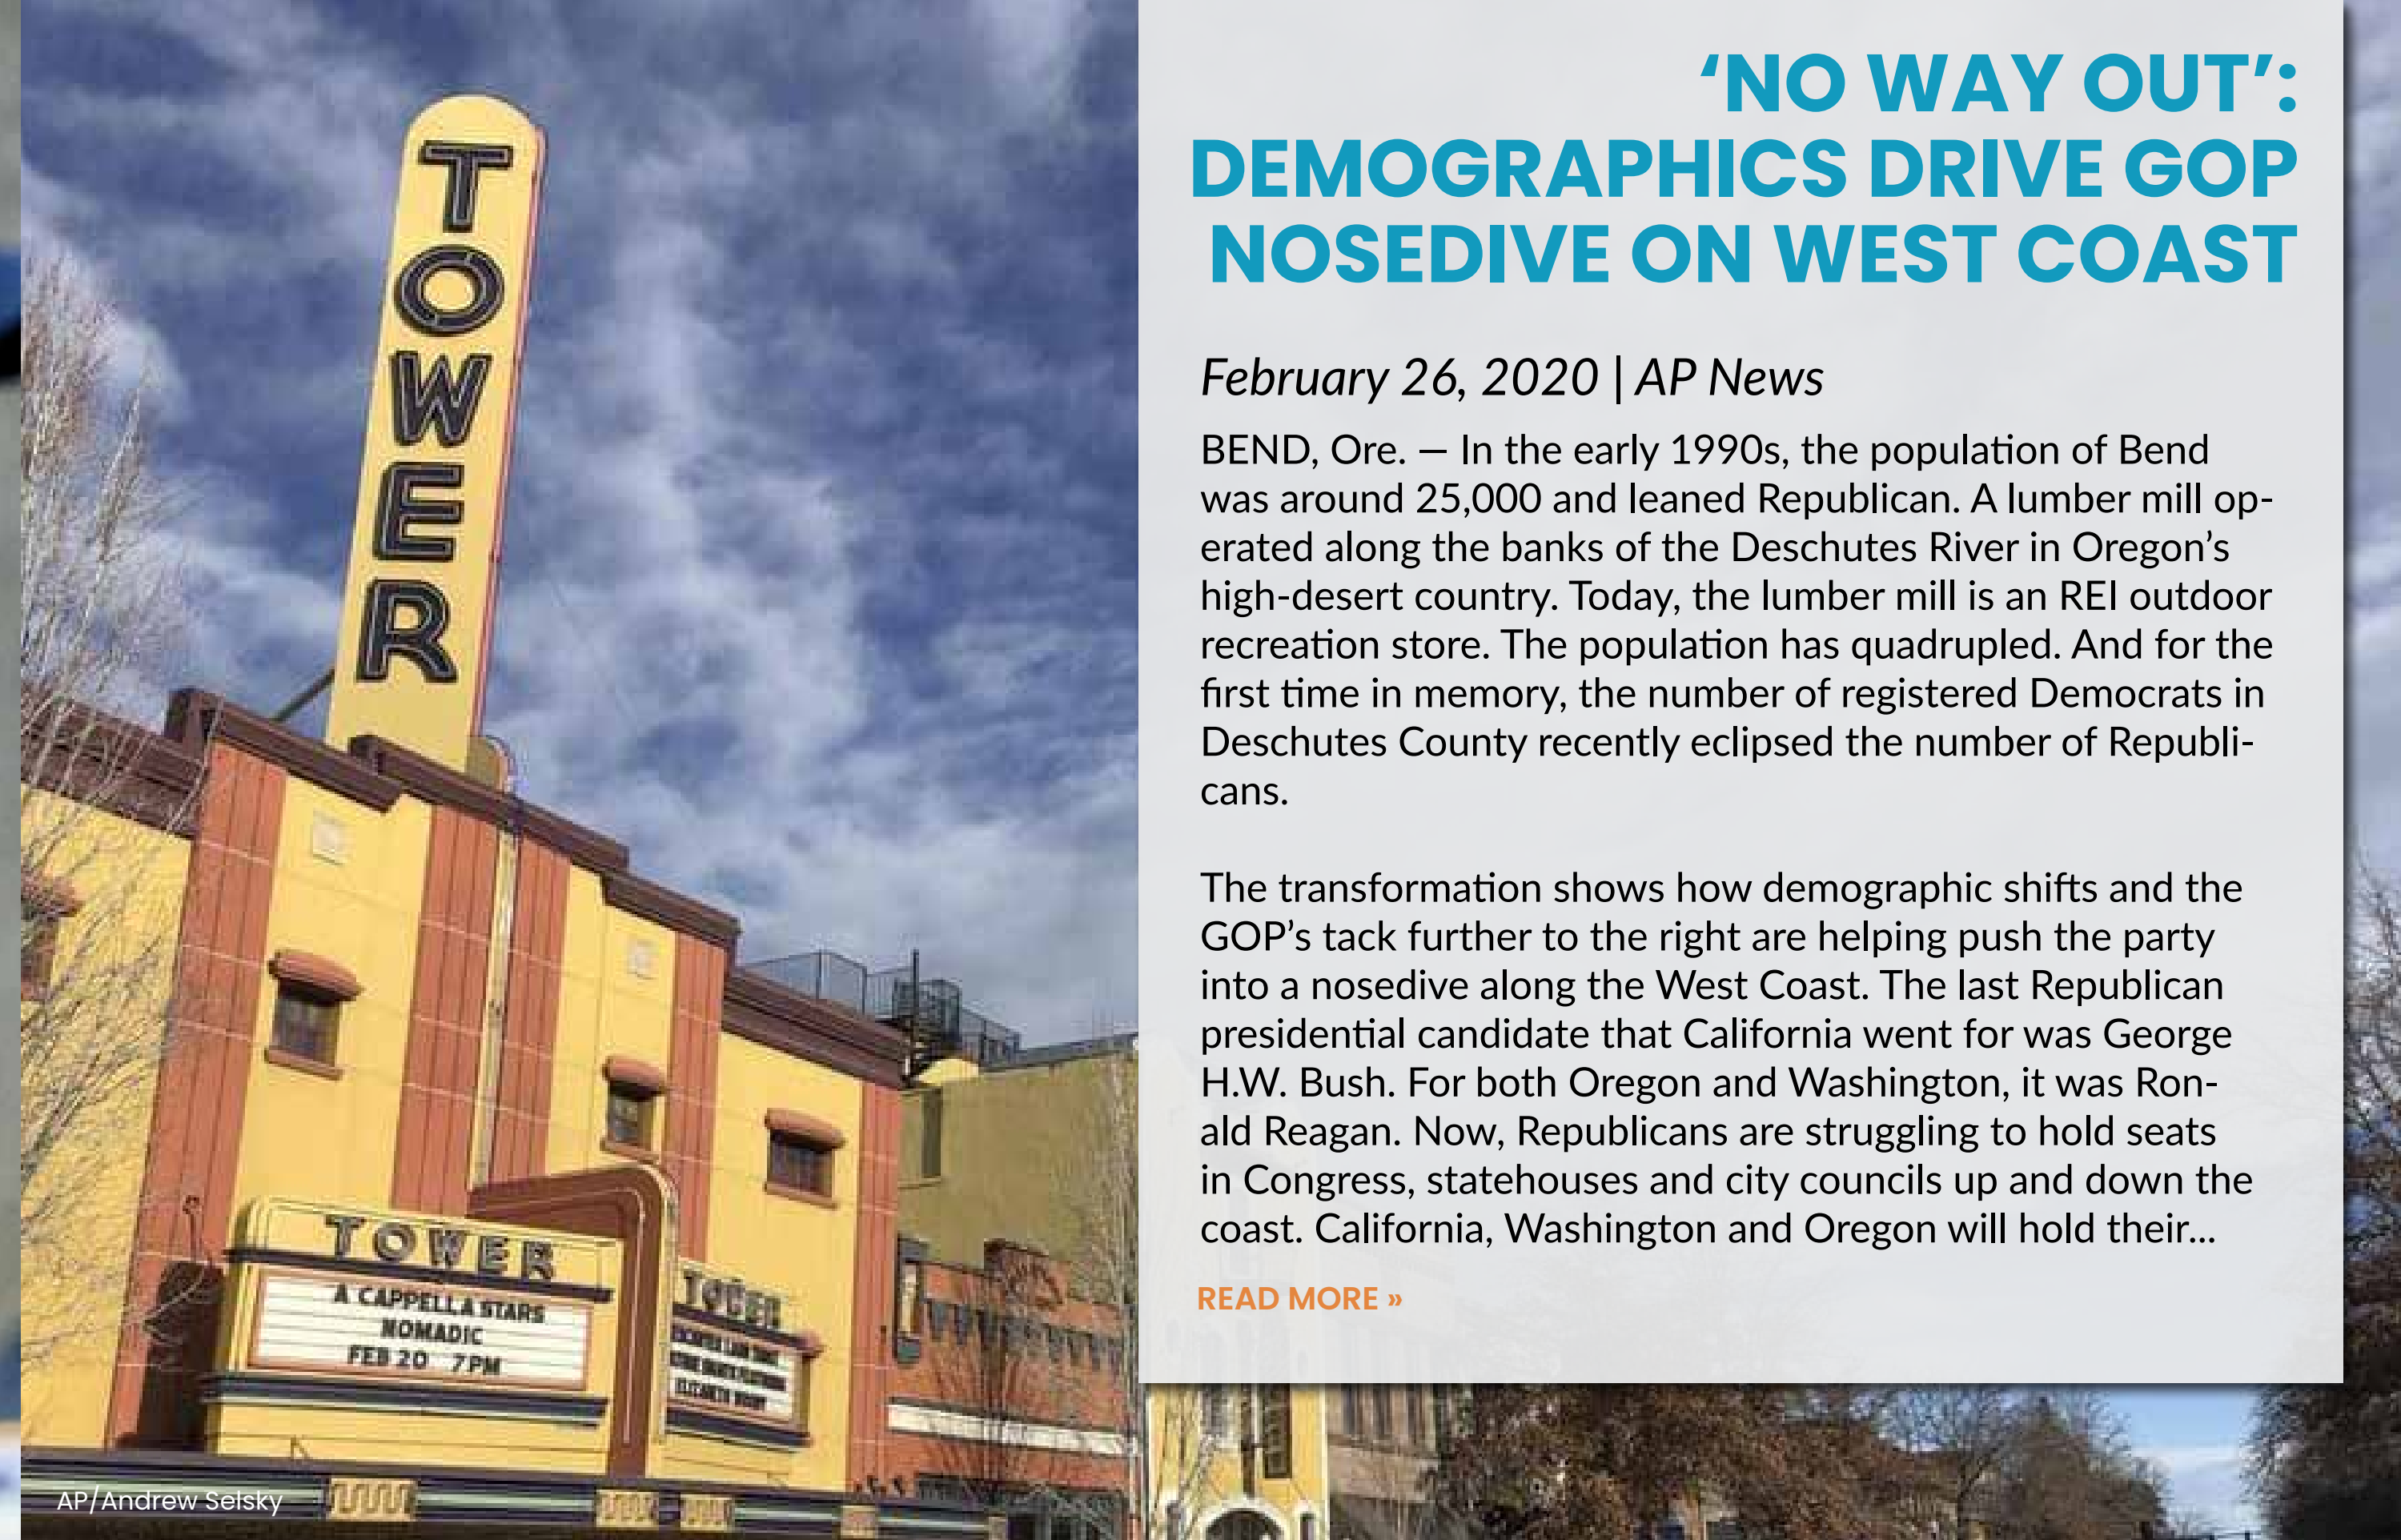 TOWER
TOWER
A CAPPELLA STARS
NOMADIC
FEB 20 7PM
TOWER
AP/Andrew Selsky
‘NO WAY OUT’:
DEMOGRAPHICS DRIVE GOP
NOSEDIVE ON WEST COAST
February 26, 2020 | AP News
BEND, Ore. — In the early 1990s, the population of Bend
was around 25,000 and leaned Republican. A lumber mill op-
erated along the banks of the Deschutes River in Oregon’s
high-desert country. Today, the lumber mill is an REI outdoor
recreation store. The population has quadrupled. And for the
first time in memory, the number of registered Democrats in
Deschutes County recently eclipsed the number of Republi-
cans.
The transformation shows how demographic shifts and the
GOP’s tack further to the right are helping push the party
into a nosedive along the West Coast. The last Republican
presidential candidate that California went for was George
H.W. Bush. For both Oregon and Washington, it was Ron-
ald Reagan. Now, Republicans are struggling to hold seats
in Congress, statehouses and city councils up and down the
coast. California, Washington and Oregon will hold their...
READ MORE »